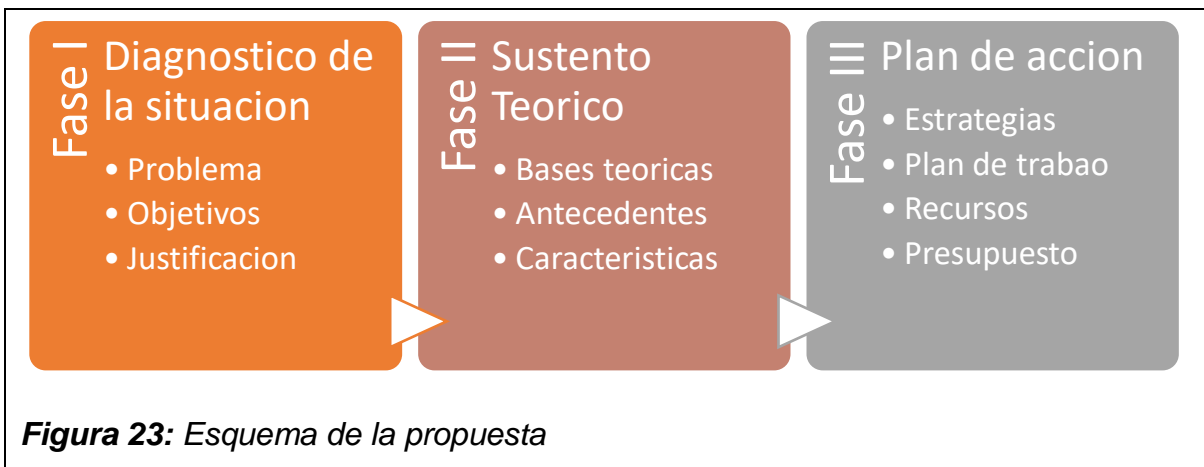 Fase I
Diagnostico de
la situacion
• Problema
• Objetivos
• Justificacion
Fase II
Sustento
Teorico
• Bases teoricas
• Antecedentes
• Caracteristicas
Fase III
Plan de accion
• Estrategias
• Plan de trabao
• Recursos
• Presupuesto
Figura 23: Esquema de la propuesta